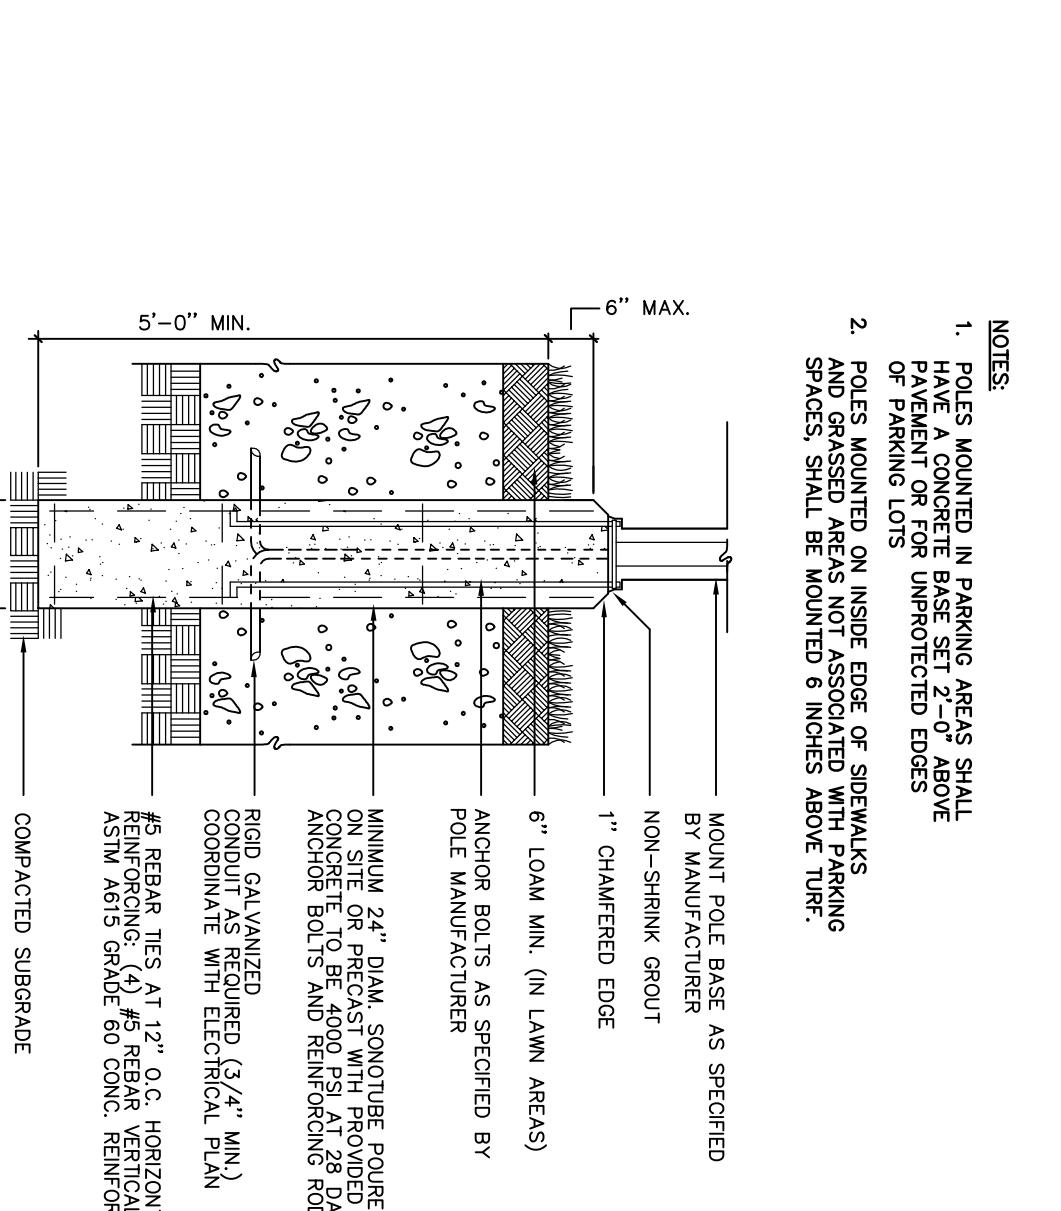 NOTES:
1. POLES MOUNTED IN PARKING AREAS SHALL
HAVE A CONCRETE BASE SET 2'-0" ABOVE
PAVEMENT OR FOR UNPROTECTED EDGES
OF PARKING LOTS
2. POLES MOUNTED ON INSIDE EDGE OF SIDEWALKS
AND GRASSED AREAS NOT ASSOCIATED WITH PARKING
SPACES, SHALL BE MOUNTED 6 INCHES ABOVE TURF.
6" MAX.
5'-0" MIN.
MOUNT POLE BASE AS SPECIFIED
BY MANUFACTURER
NON-SHRINK GROUT
1" CHAMFERED EDGE
6" LOAM MIN. (IN LAWN AREAS)
ANCHOR BOLTS AS SPECIFIED BY
POLE MANUFACTURER
MINIMUM 24" DIAM. SONOTUBE POURE
ON SITE OR PRECAST WITH PROVIDED
CONCRETE TO BE 4000 PSI AT 28 DA
ANCHOR BOLTS AND REINFORCING ROD
RIGID GALVANIZED
CONDUIT AS REQUIRED (3/4" MIN.)
COORDINATE WITH ELECTRICAL PLAN
#5 REBAR TIES AT 12" O.C. HORIZON
REINFORCING: (4) #5 REBAR VERTICAL
ASTM A615 GRADE 60 CONC. REINFOR
COMPACTED SUBGRADE